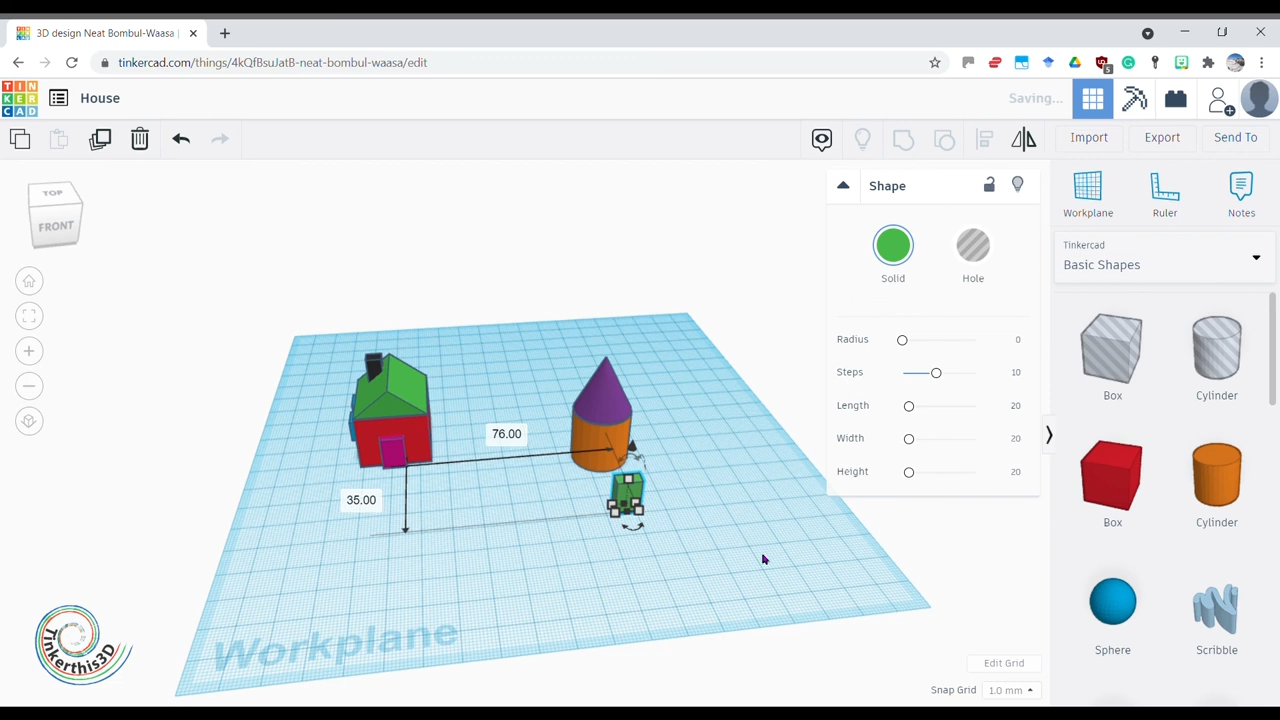 3D design Neat Bombul-Waasa |
tinkercad.com/things/4kQfBsuJatB-neat-bombul-waasa/edit
5
TIN
KER
CAD
House
Saving...
Import
Export
Send To
TOP
FRONT
Shape
Solid
Hole
Radius 0
Steps 10
Length 20
Width 20
Height 20
Workplane
Ruler
Notes
Tinkercad
Basic Shapes
Box
Cylinder
Box
Cylinder
Sphere
Scribble
76.00
35.00
Workplane
Tinkerthis3D
Edit Grid
Snap Grid 1.0 mm